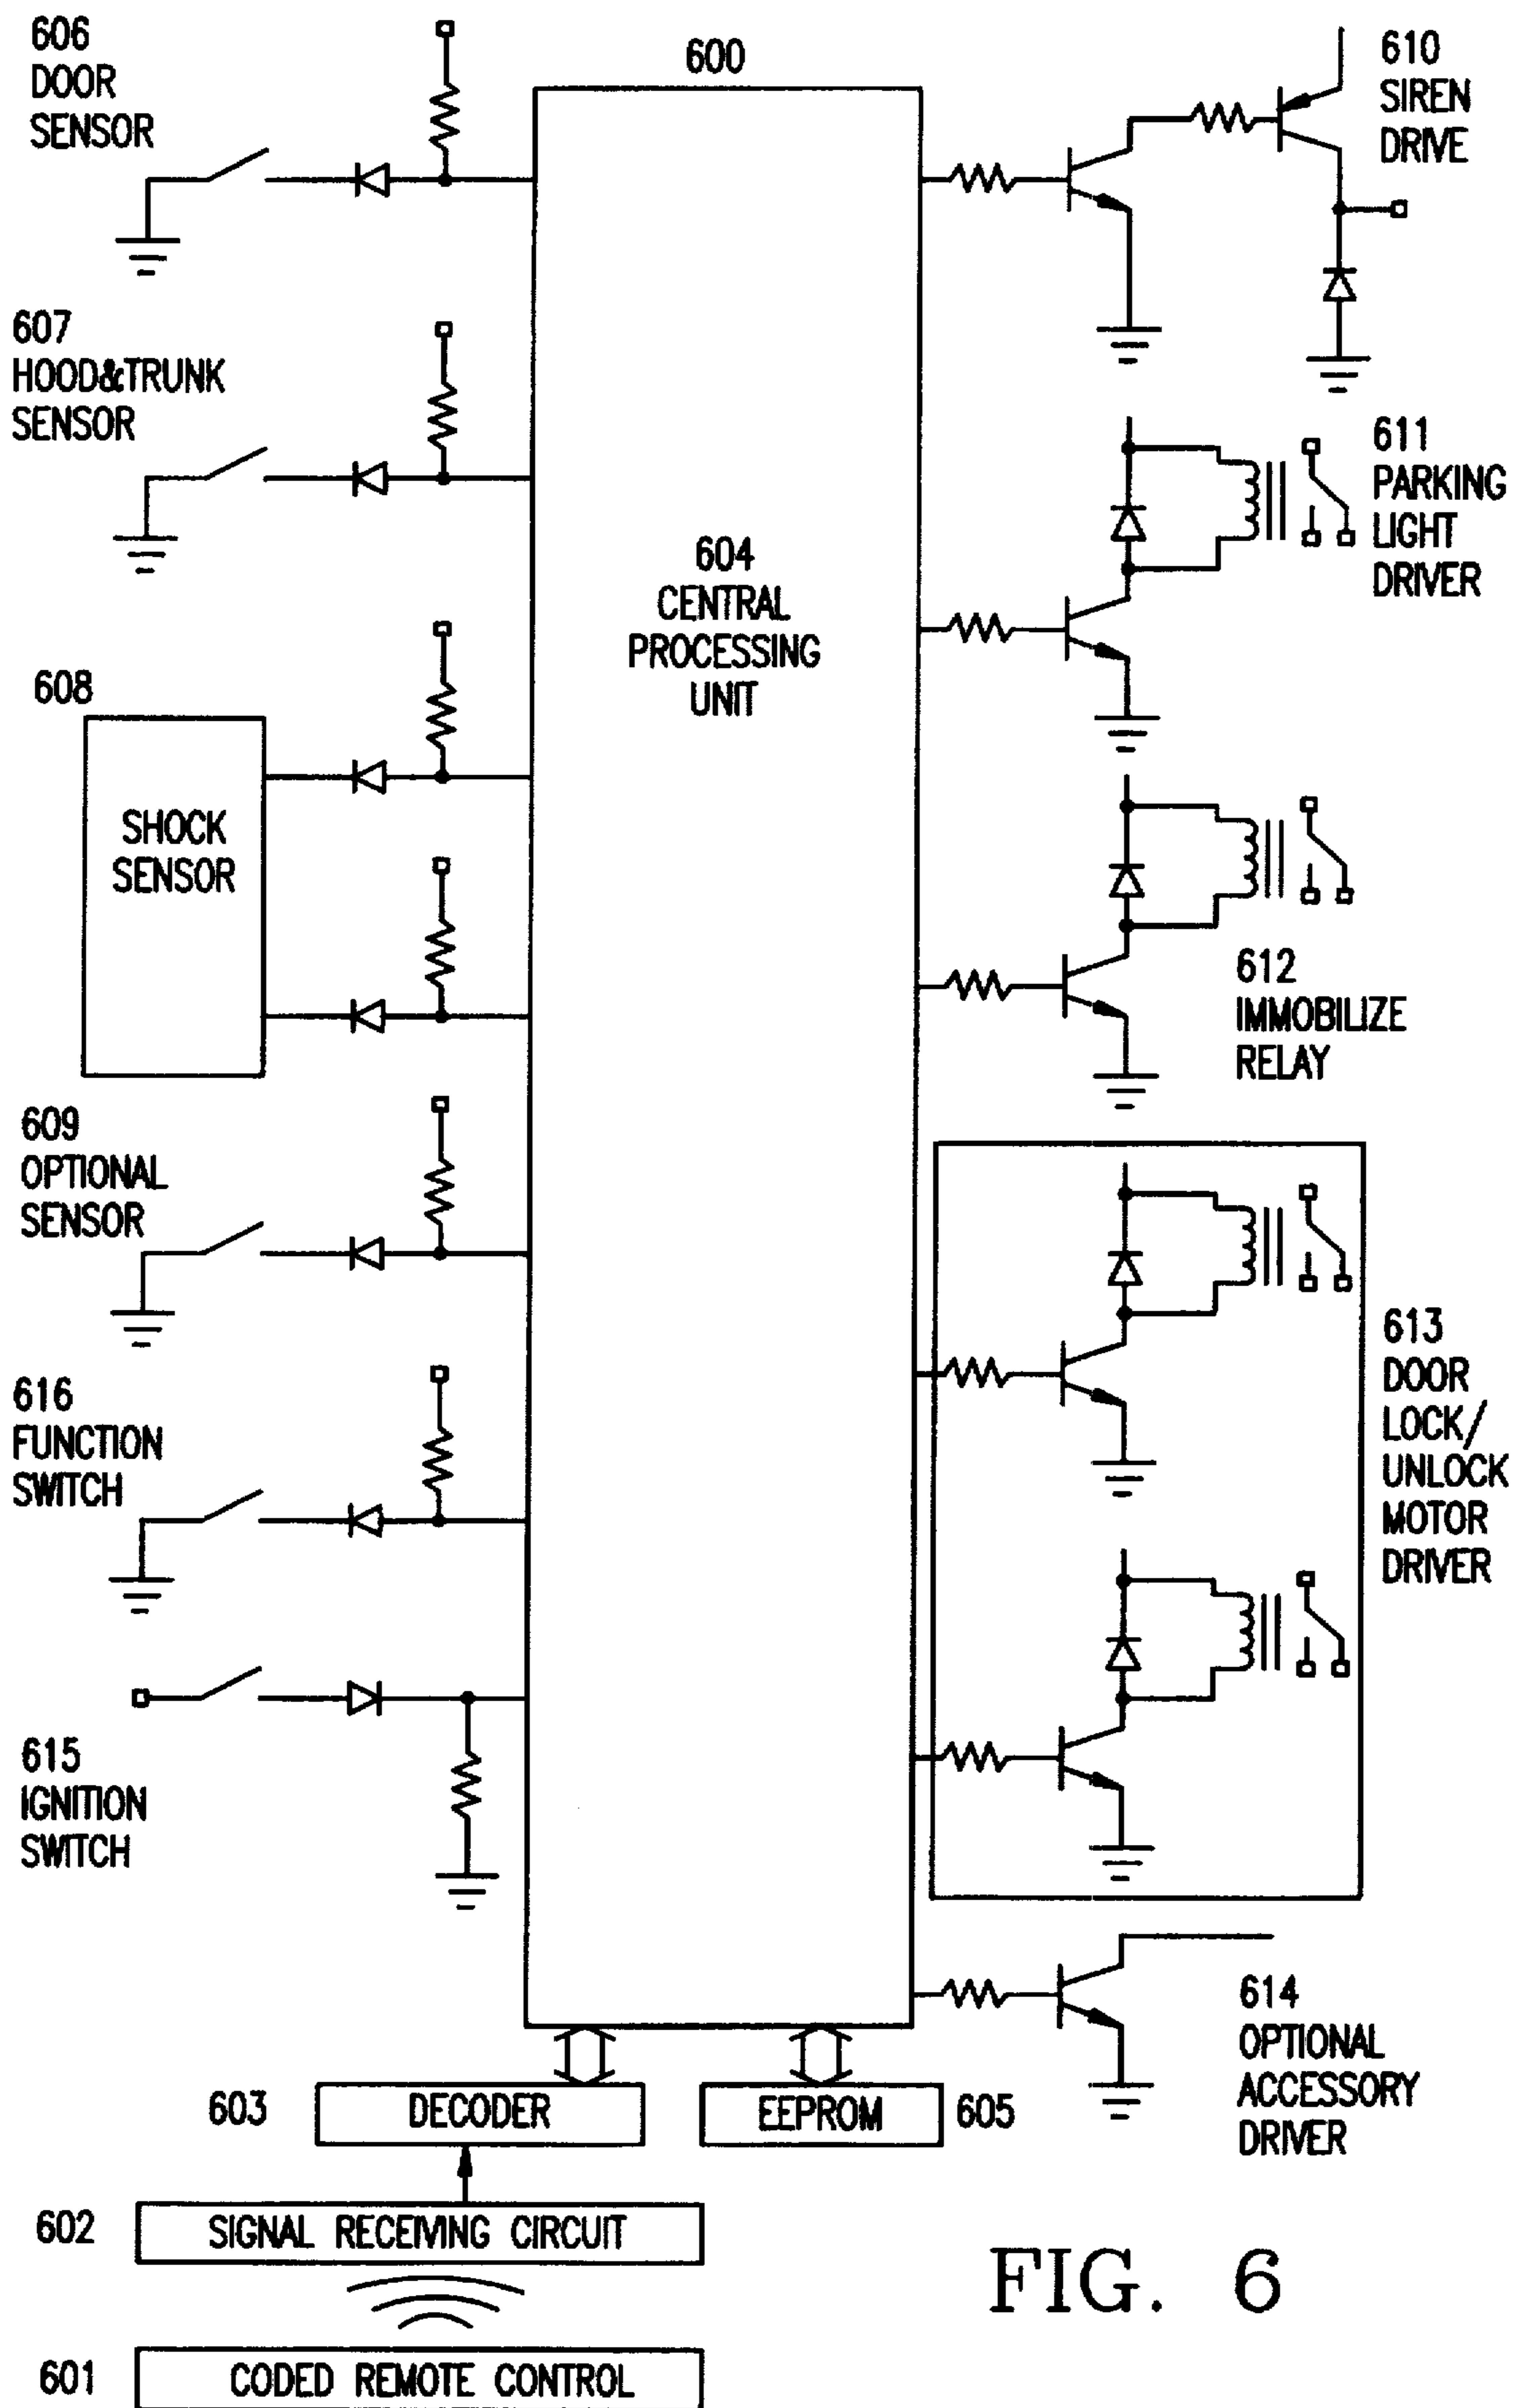 600
606
DOOR
SENSOR
610
SIREN
DRIVE
607
HOOD&TRUNK
SENSOR
611
PARKING
LIGHT
DRIVER
604
CENTRAL
PROCESSING
UNIT
608
SHOCK
SENSOR
612
IMMOBILIZE
RELAY
609
OPTIONAL
SENSOR
613
DOOR
LOCK/
UNLOCK
MOTOR
DRIVER
616
FUNCTION
SWITCH
615
IGNITION
SWITCH
614
OPTIONAL
ACCESSORY
DRIVER
603 DECODER
EEPROM 605
602 SIGNAL RECEIVING CIRCUIT
601 CODED REMOTE CONTROL
FIG. 6